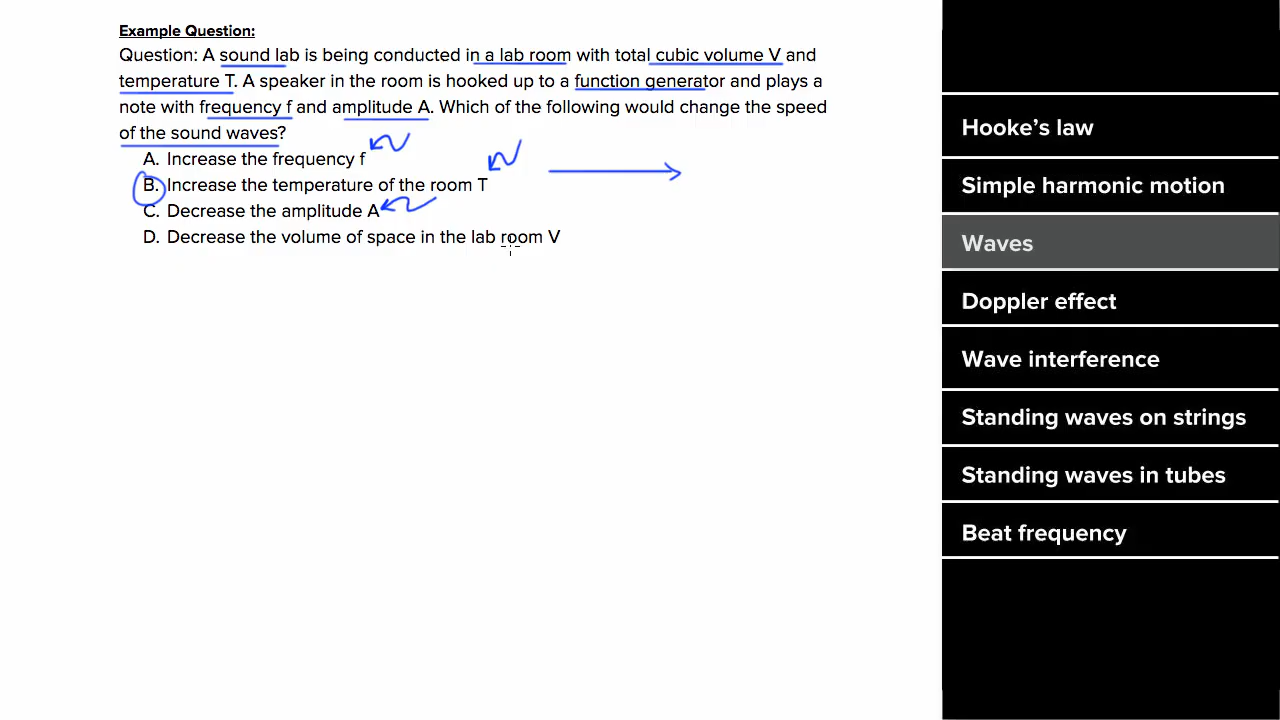 Example Question:
Question: A sound lab is being conducted in a lab room with total cubic volume V and
temperature T. A speaker in the room is hooked up to a function generator and plays a
note with frequency f and amplitude A. Which of the following would change the speed
of the sound waves?
A. Increase the frequency f
B. Increase the temperature of the room T
C. Decrease the amplitude A
D. Decrease the volume of space in the lab room V
Hooke's law
Simple harmonic motion
Waves
Doppler effect
Wave interference
Standing waves on strings
Standing waves in tubes
Beat frequency